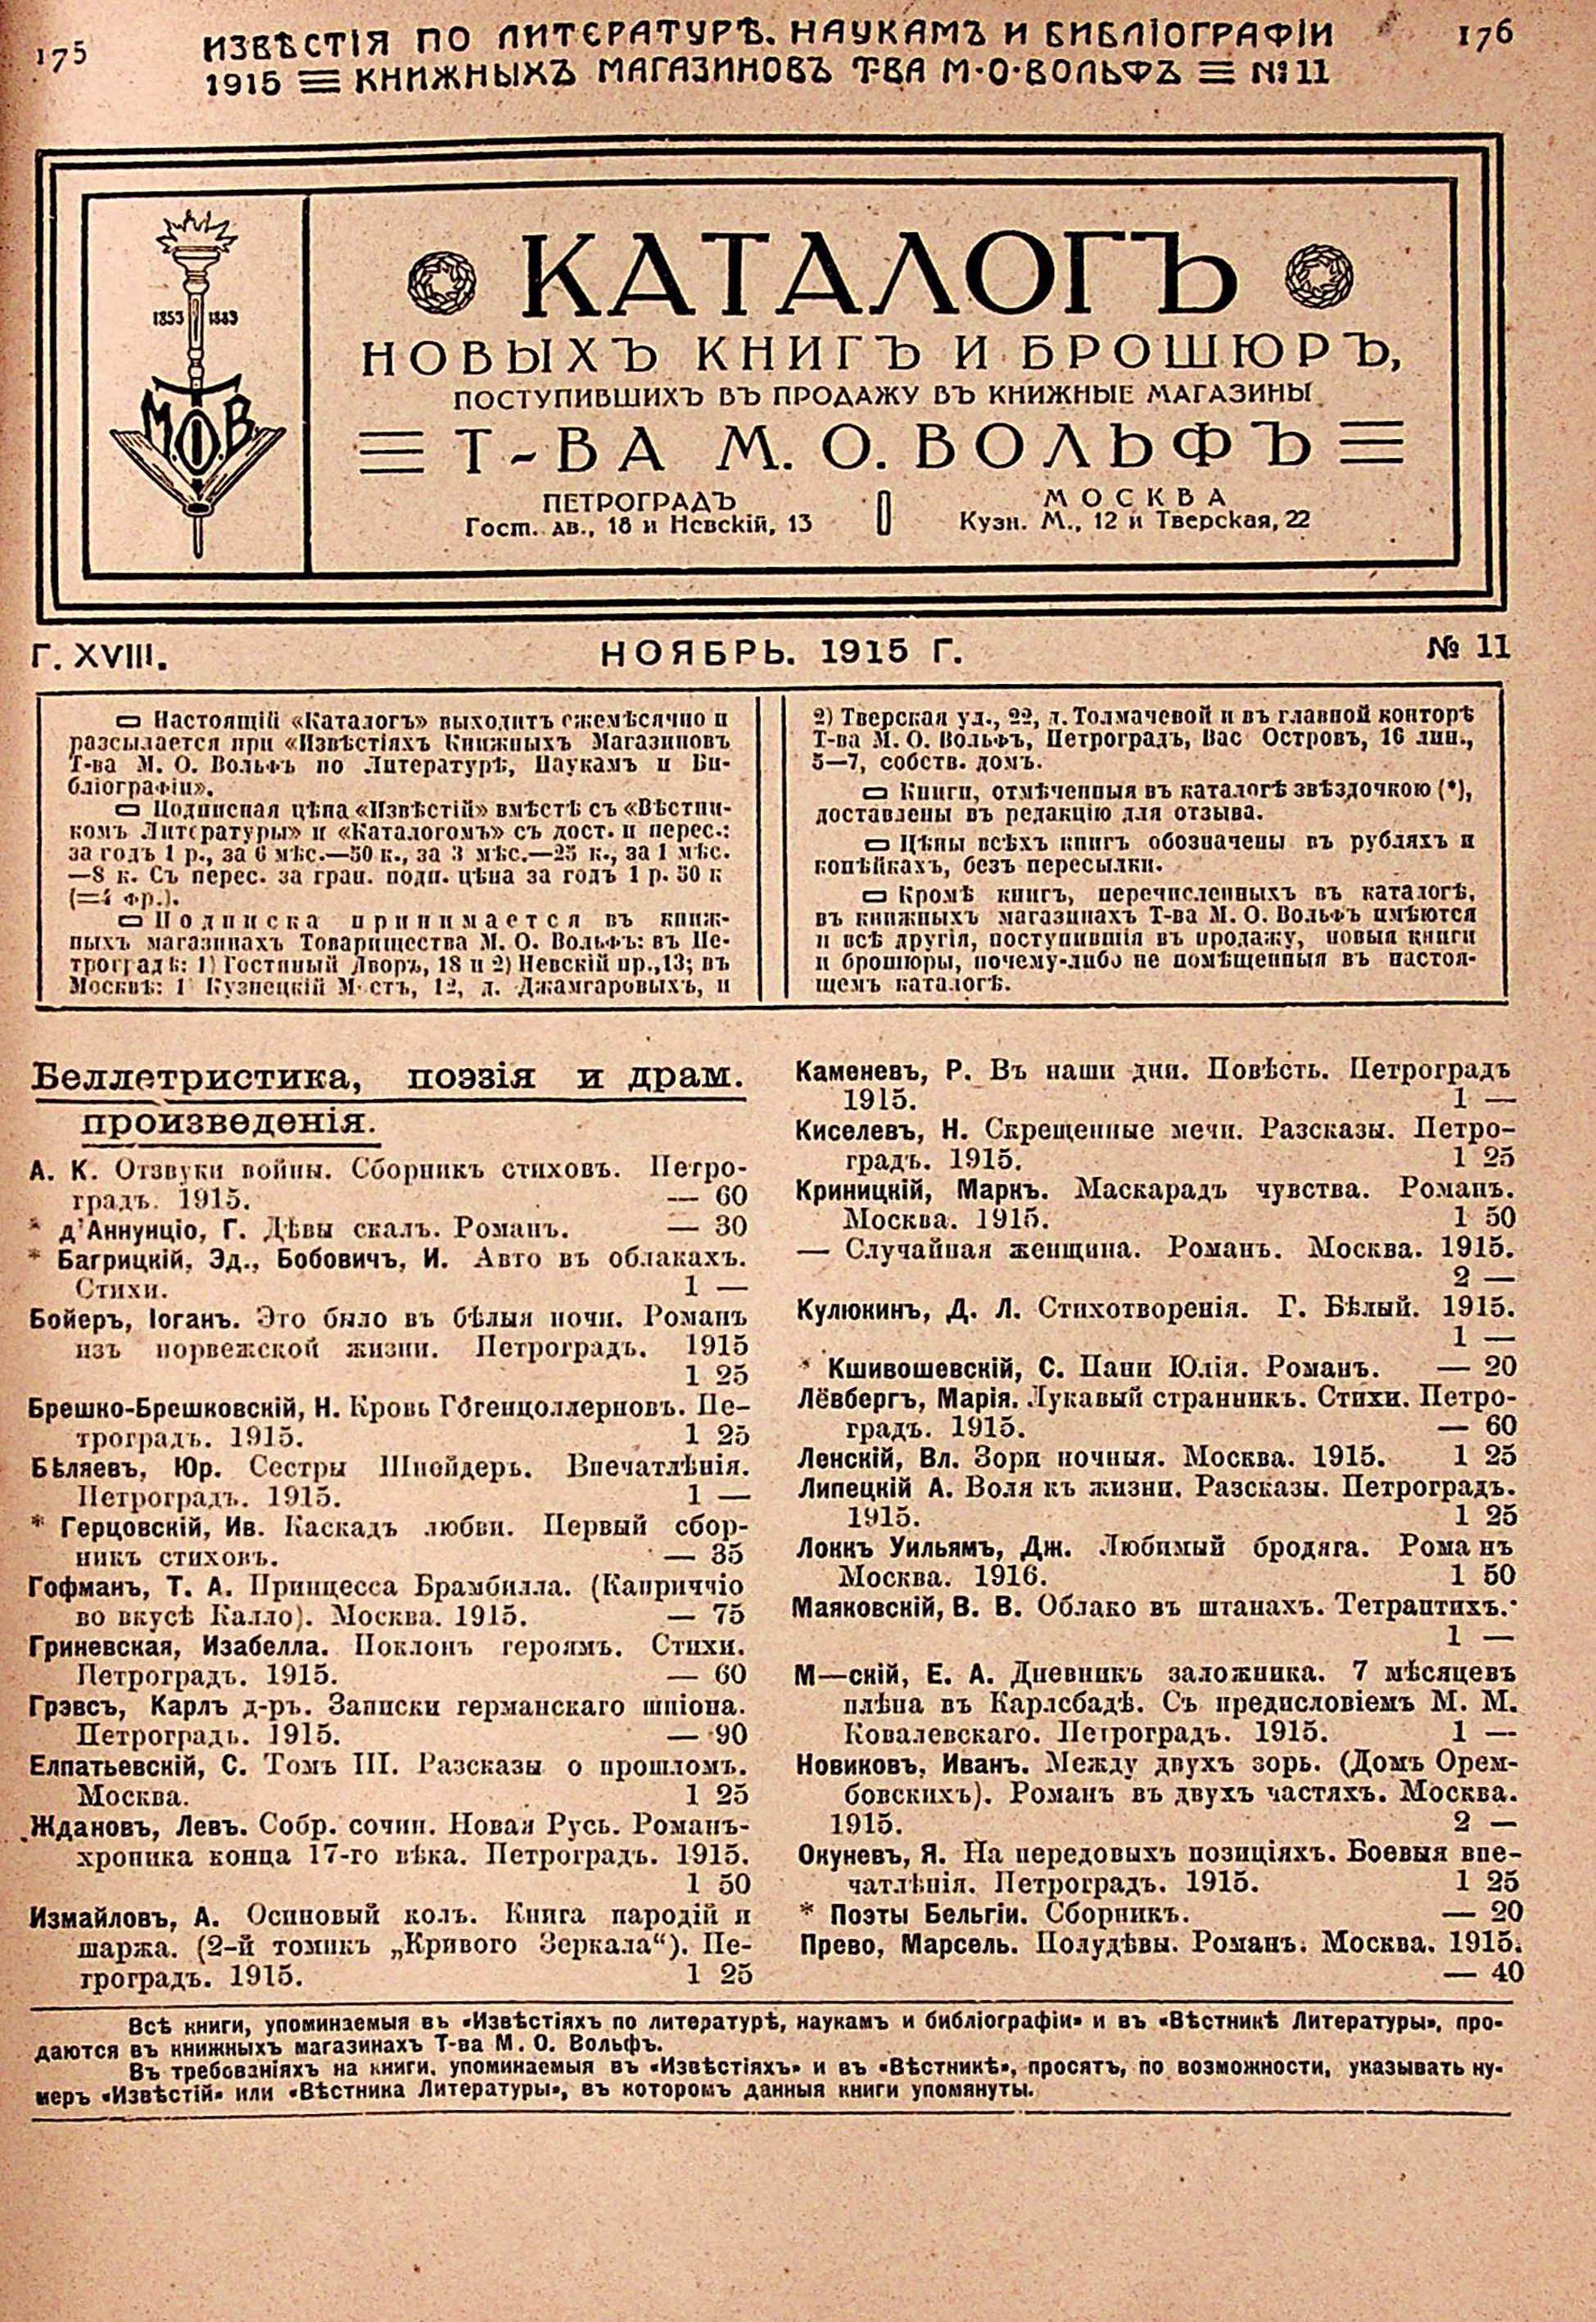 175
ИЗВѢСТІЯ ПО ЛИТЕРАТУРѢ, НАУКАМЪ И БИБЛІОГРАФІИ
176
1915 КНИЖНЫХЪ МАГАЗИНОВЪ Т-ВА М·О·ВОЛЬФЪ №11
1853 1883
М.О.В.
КАТАЛОГЪ
НОВЫХЪ КНИГЪ И БРОШЮРЪ,
ПОСТУПИВШИХЪ ВЪ ПРОДАЖУ ВЪ КНИЖНЫЕ МАГАЗИНЫ
Т-ВА М. О. ВОЛЬФЪ
ПЕТРОГРАДЪ
Гост. дв., 18 и Невскій, 13
МОСКВА
Кузн. М., 12 и Тверская, 22
Г. XVIII.
НОЯБРЬ. 1915 Г.
№ 11
Настоящій «Каталогъ» выходитъ ежемѣсячно и
разсылается при «Извѣстіяхъ Книжныхъ Магазиновъ
Т-ва М. О. Вольфъ по Литературѣ, Наукамъ и Би-
бліографіи».
Подписная цѣна «Извѣстій» вмѣстѣ съ «Вѣстни-
комъ Литературы» и «Каталогомъ» съ дост. и перес.:
за годъ 1 р., за 6 мѣс.—50 к., за 3 мѣс.—25 к., за 1 мѣс.
—8 к. Съ перес. за гран. подп. цѣна за годъ 1 р. 50 к
(=4 фр.).
Подписка принимается въ книж-
ныхъ магазинахъ Товарищества М. О. Вольфъ: въ Пе-
троградѣ: 1) Гостиный Дворъ, 18 и 2) Невскій пр., 13; въ
Москвѣ: 1 Кузнецкій М·стъ, 12, д. Джамгаровыхъ, и
2) Тверская ул., 22, д. Толмачевой и въ главной конторѣ
Т-ва М. О. Вольфъ, Петроградъ, Вас Островъ, 16 лин.,
5—7, собств. домъ.
Книги, отмѣченныя въ каталогѣ звѣздочкою (*),
доставлены въ редакцію для отзыва.
Цѣны всѣхъ книгъ обозначены въ рубляхъ и
копѣйкахъ, безъ пересылки.
Кромѣ книгъ, перечисленныхъ въ каталогѣ,
въ книжныхъ магазинахъ Т-ва М. О. Вольфъ имѣются
и всѣ другія, поступившія въ продажу, новыя книги
и брошюры, почему-либо не помѣщенныя въ настоя-
щемъ каталогѣ.
Беллетристика, поэзія и драм.
произведенія.
А. К. Отзвуки войны. Сборникъ стиховъ. Петро-
градъ. 1915. — 60
* д'Аннунціо, Г. Дѣвы скалъ. Романъ. — 30
* Багрицкій, Эд., Бобовичъ, И. Авто въ облакахъ.
Стихи. 1 —
Бойеръ, Іоганъ. Это было въ бѣлыя ночи. Романъ
изъ норвежской жизни. Петроградъ. 1915
1 25
Брешко-Брешковскій, Н. Кровь Гогенцоллерновъ. Пе-
троградъ. 1915. 1 25
Бѣляевъ, Юр. Сестры Шнейдеръ. Впечатлѣнія.
Петроградъ. 1915. 1 —
* Герцовскій, Ив. Каскадъ любви. Первый сбор-
никъ стиховъ. — 35
Гофманъ, Т. А. Принцесса Брамбилла. (Каприччіо
во вкусѣ Калло). Москва. 1915. — 75
Гриневская, Изабелла. Поклонъ героямъ. Стихи.
Петроградъ. 1915. — 60
Грэвсъ, Карлъ д-ръ. Записки германскаго шпіона.
Петроградь. 1915. — 90
Елпатьевскій, С. Томъ III. Разсказы о прошломъ.
Москва. 1 25
Ждановъ, Левъ. Собр. сочин. Новая Русь. Романъ-
хроника конца 17-го вѣка. Петроградъ. 1915.
1 50
Измайловъ, А. Осиновый колъ. Книга пародій и
шаржа. (2-й томикъ „Кривого Зеркала“). Пе-
троградъ. 1915. 1 25
Каменевъ, Р. Въ наши дни. Повѣсть. Петроградъ
1915. 1 —
Киселевъ, Н. Скрещенные мечи. Разсказы. Петро-
градъ. 1915. 1 25
Криницкій, Маркъ. Маскарадъ чувства. Романъ.
Москва. 1915. 1 50
— Случайная женщина. Романъ. Москва. 1915.
2 —
Кулюкинъ, Д. Л. Стихотворенія. Г. Бѣлый. 1915.
1 —
* Кшивошевскій, С. Пани Юлія. Романъ. — 20
Лёвбергъ, Марія. Лукавый странникъ. Стихи. Петро-
градъ. 1915. — 60
Ленскій, Вл. Зори ночныя. Москва. 1915. 1 25
Липецкій А. Воля къ жизни. Разсказы. Петроградъ.
1915. 1 25
Локкъ Уильямъ, Дж. Любимый бродяга. Романъ
Москва. 1916. 1 50
Маяковскій, В. В. Облако въ штанахъ. Тетраптихъ.
1 —
М—скій, Е. А. Дневникъ заложника. 7 мѣсяцевъ
плѣна въ Карлсбадѣ. Съ предисловіемъ М. М.
Ковалевскаго. Петроградъ. 1915. 1 —
Новиковъ, Иванъ. Между двухъ зорь. (Домъ Орем-
бовскихъ). Романъ въ двухъ частяхъ. Москва.
1915. 2 —
Окуневъ, Я. На передовыхъ позиціяхъ. Боевыя впе-
чатлѣнія. Петроградъ. 1915. 1 25
* Поэты Бельгіи. Сборникъ. — 20
Прево, Марсель. Полудѣвы. Романъ. Москва. 1915.
— 40
Всѣ книги, упоминаемыя въ «Извѣстіяхъ по литературѣ, наукамъ и библіографіи» и въ «Вѣстникѣ Литературы», про-
даются въ книжныхъ магазинахъ Т-ва М. О. Вольфъ.
Въ требованіяхъ на книги, упоминаемыя въ «Извѣстіяхъ» и въ «Вѣстникѣ», просятъ, по возможности, указывать ну-
меръ «Извѣстій» или «Вѣстника Литературы», въ которомъ данныя книги упомянуты.